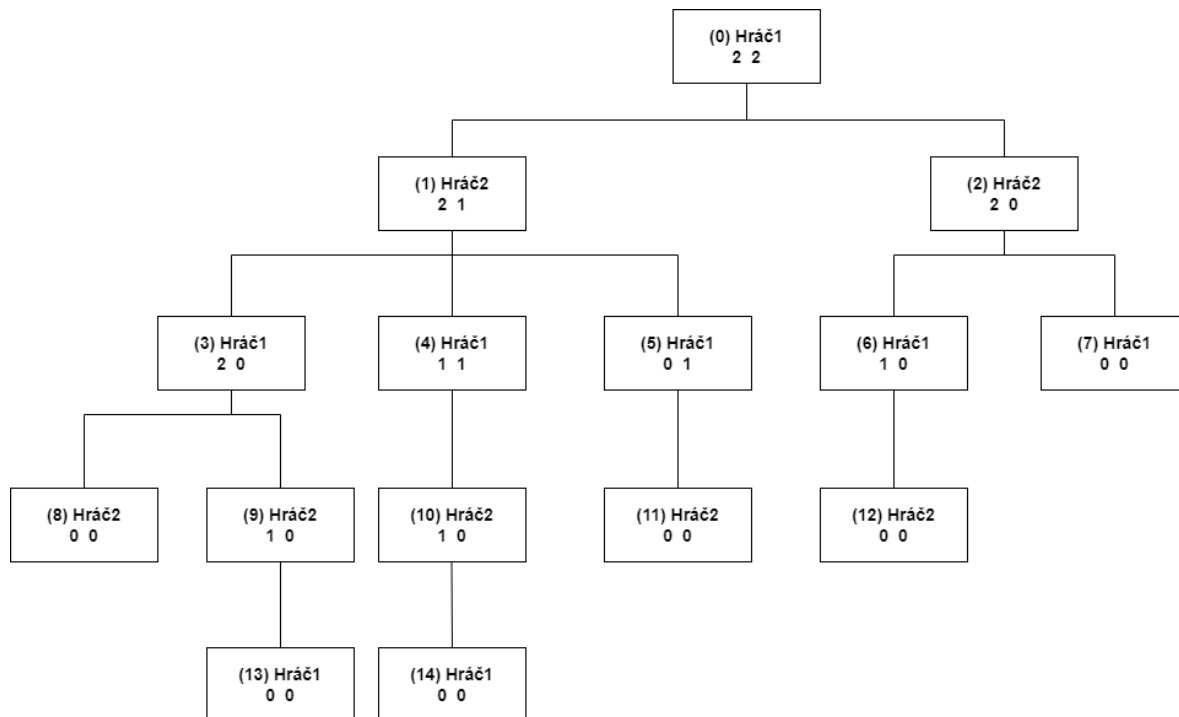 (0) Hráč1
2 2
(1) Hráč2
2 1
(2) Hráč2
2 0
(3) Hráč1
2 0
(4) Hráč1
1 1
(5) Hráč1
0 1
(6) Hráč1
1 0
(7) Hráč1
0 0
(8) Hráč2
0 0
(9) Hráč2
1 0
(10) Hráč2
1 0
(11) Hráč2
0 0
(12) Hráč2
0 0
(13) Hráč1
0 0
(14) Hráč1
0 0